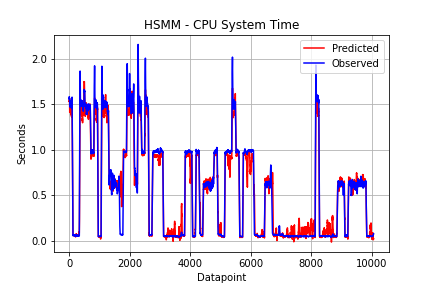 HSMM - CPU System Time
Predicted
Observed
2.0
1.5
1.0
0.5
0.0
Seconds
0 2000 4000 6000 8000 10000
Datapoint